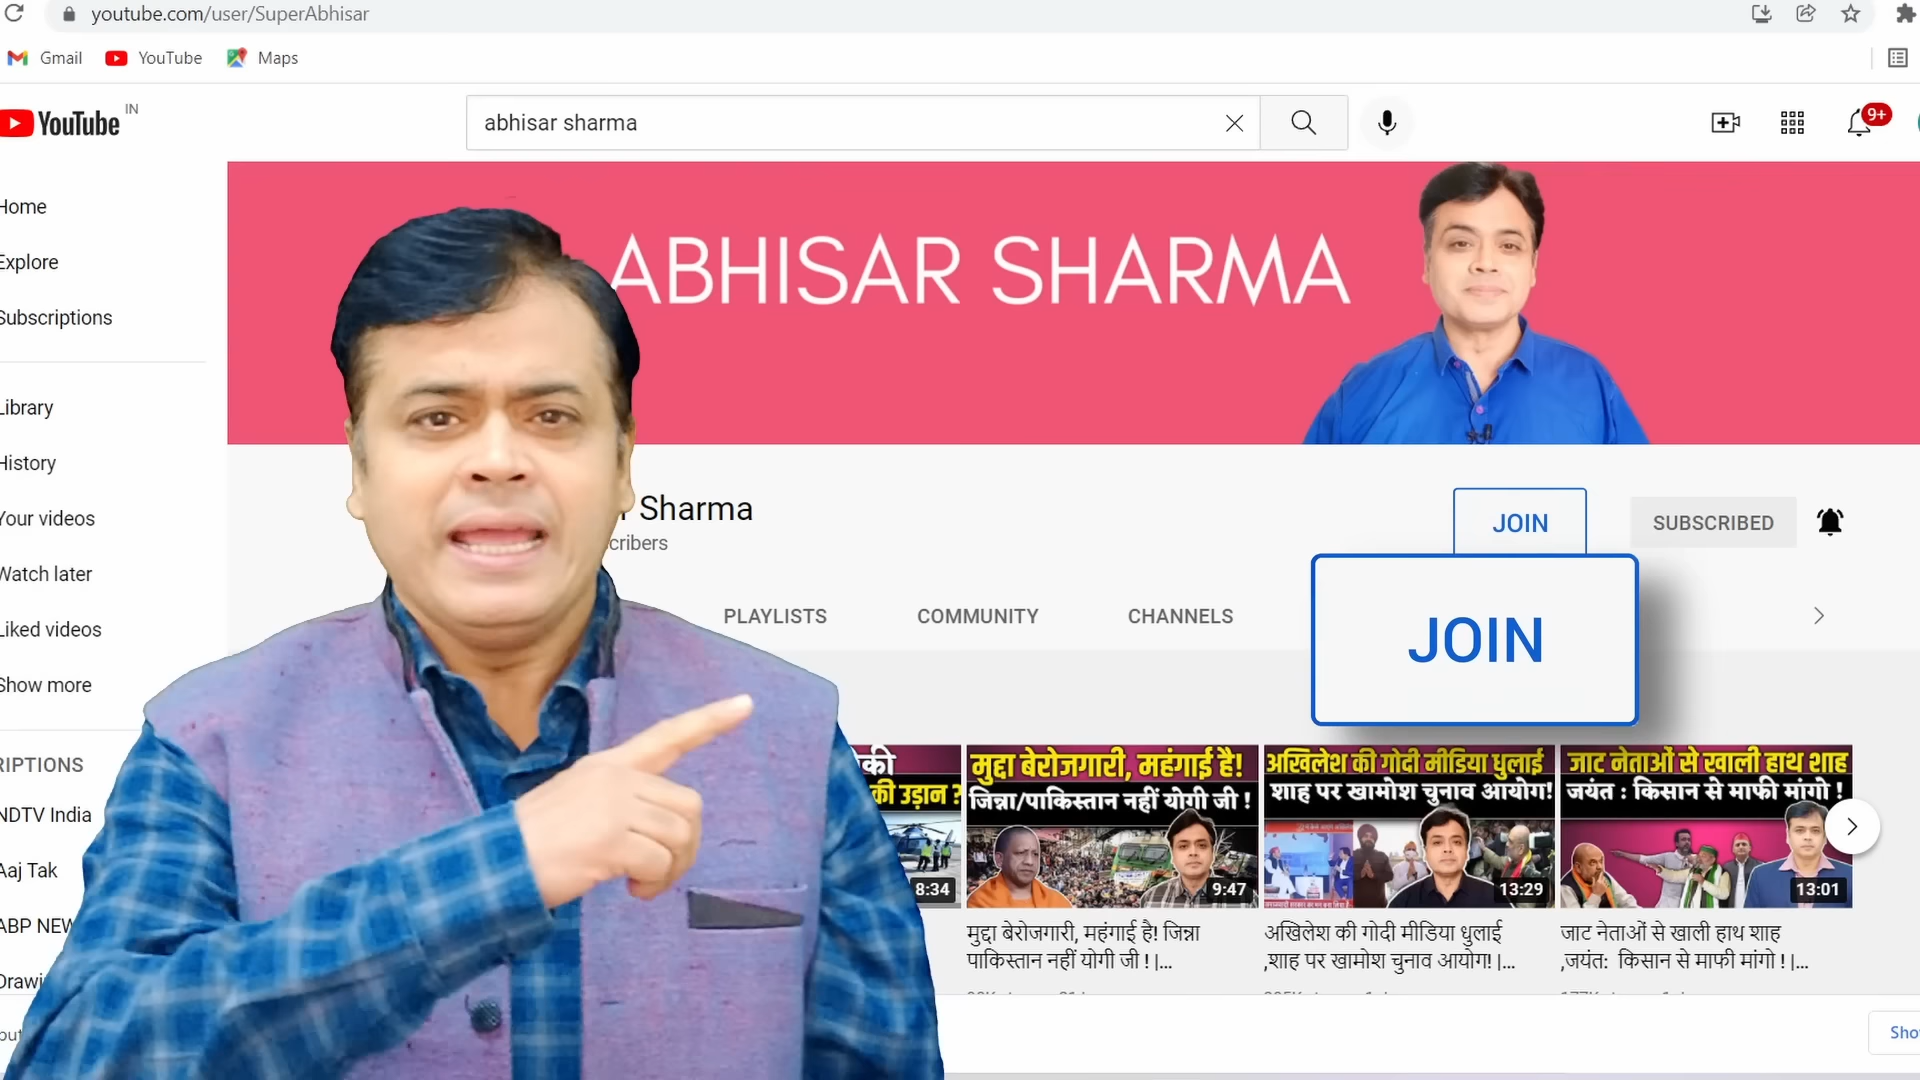 youtube.com/user/SuperAbhisar
Gmail YouTube Maps
YouTube IN
abhisar sharma
9+
Home
Explore
Subscriptions
Library
History
Your videos
Watch later
Liked videos
Show more
RIPTIONS
NDTV India
Aaj Tak
ABP NEW
Drawi
ABHISAR SHARMA
r Sharma
cribers
JOIN
SUBSCRIBED
PLAYLISTS COMMUNITY CHANNELS
JOIN
की
की उड़ान ?
8:34
मुद्दा बेरोजगारी, महंगाई है!
जिन्ना/पाकिस्तान नहीं योगी जी !
9:47
अखिलेश की गोदी मीडिया धुलाई
शाह पर खामोश चुनाव आयोग!
13:29
जाट नेताओं से खाली हाथ शाह
जयंत : किसान से माफी मांगो !
13:01
मुद्दा बेरोजगारी, महंगाई है! जिन्ना
पाकिस्तान नहीं योगी जी ! |...
अखिलेश की गोदी मीडिया धुलाई
,शाह पर खामोश चुनाव आयोग! |...
जाट नेताओं से खाली हाथ शाह
,जयंत: किसान से माफी मांगो ! |...
Sho